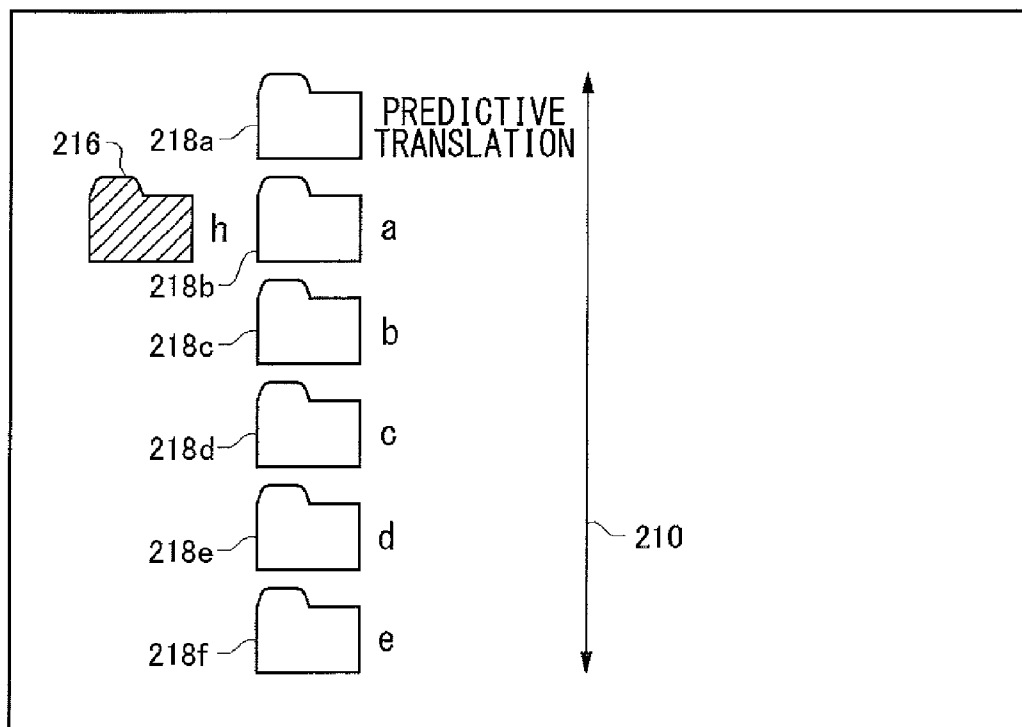 PREDICTIVE
TRANSLATION
218a
216
h
a
218b
b
218c
c
218d
d
210
218e
e
218f